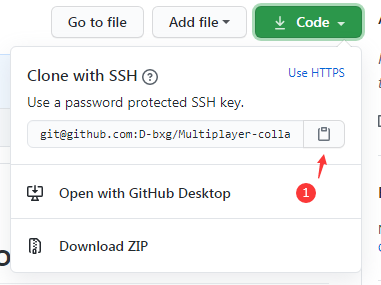 Go to file Add file Code
Clone with SSH ?
Use HTTPS
Use a password protected SSH key.
git@github.com:D-bxg/Multiplayer-colla
1
Open with GitHub Desktop
Download ZIP